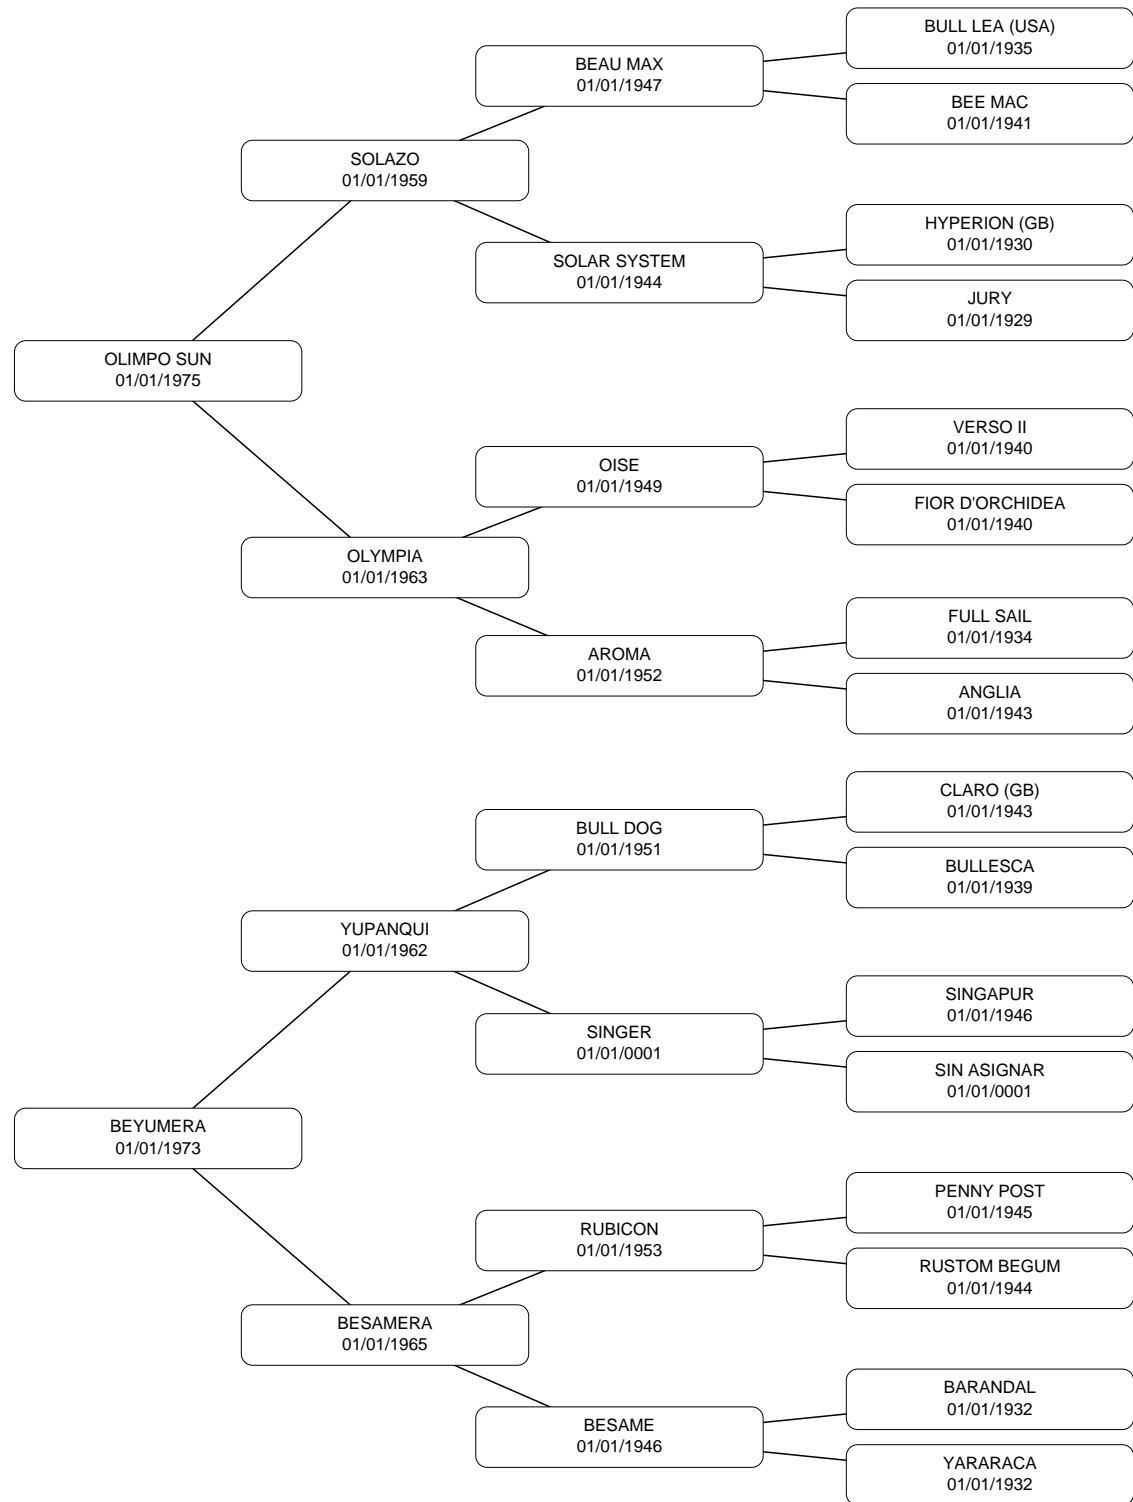 BULL LEA (USA)
01/01/1935
BEAU MAX
01/01/1947
BEE MAC
01/01/1941
SOLAZO
01/01/1959
HYPERION (GB)
01/01/1930
SOLAR SYSTEM
01/01/1944
JURY
01/01/1929
OLIMPO SUN
01/01/1975
VERSO II
01/01/1940
OISE
01/01/1949
FIOR D'ORCHIDEA
01/01/1940
OLYMPIA
01/01/1963
FULL SAIL
01/01/1934
AROMA
01/01/1952
ANGLIA
01/01/1943
CLARO (GB)
01/01/1943
BULL DOG
01/01/1951
BULLESCA
01/01/1939
YUPANQUI
01/01/1962
SINGAPUR
01/01/1946
SINGER
01/01/0001
SIN ASIGNAR
01/01/0001
BEYUMERA
01/01/1973
PENNY POST
01/01/1945
RUBICON
01/01/1953
RUSTOM BEGUM
01/01/1944
BESAMERA
01/01/1965
BARANDAL
01/01/1932
BESAME
01/01/1946
YARARACA
01/01/1932